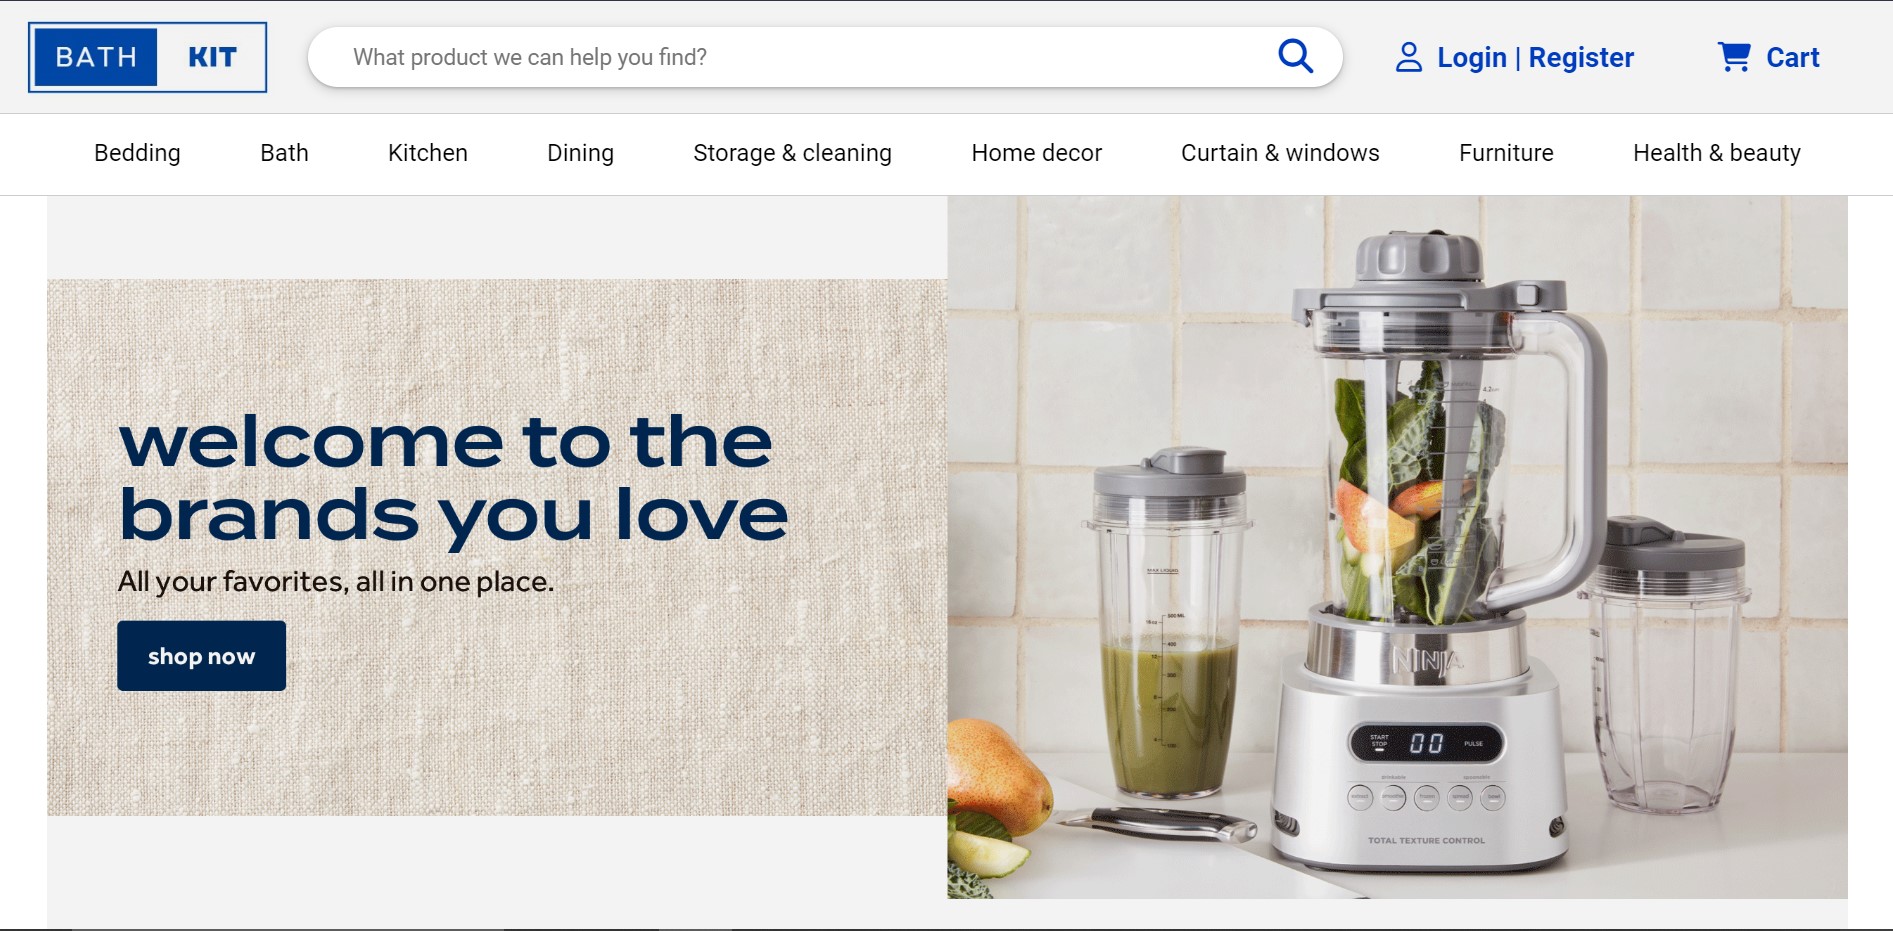 BATH KIT
What product we can help you find?
Login | Register
Cart
Bedding
Bath
Kitchen
Dining
Storage & cleaning
Home decor
Curtain & windows
Furniture
Health & beauty
welcome to the
brands you love
All your favorites, all in one place.
shop now
NINJA
START
STOP
00
PULSE
TOTAL TEXTURE CONTROL